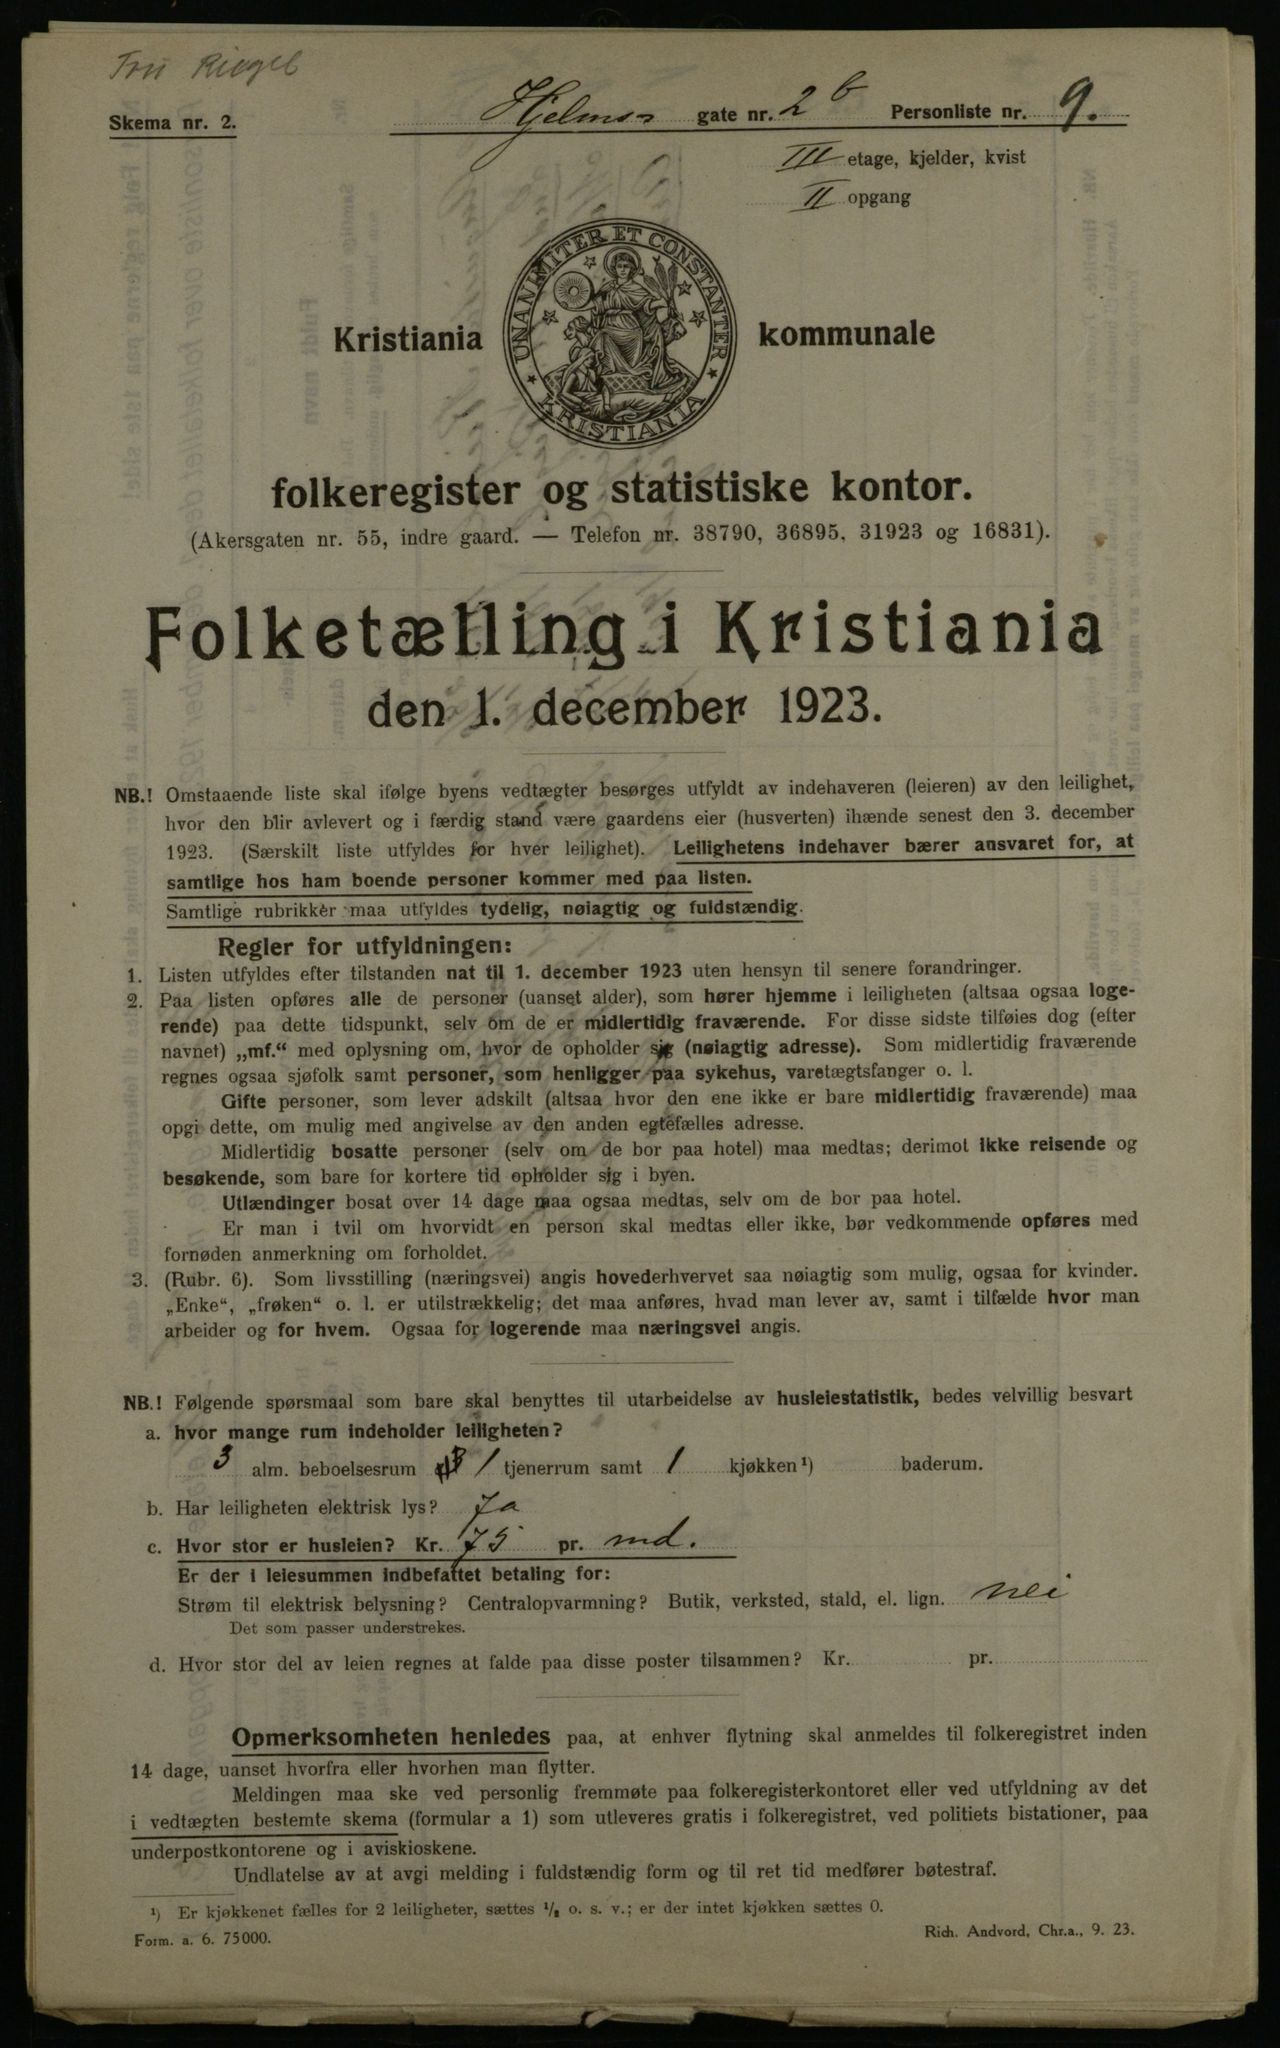 Fru Riegel
Skema nr. 2.
Hjelms- gate nr. 2 b Personliste nr. 9.
III etage, kjelder, kvist
II opgang
UNANIMITER ET CONSTANTER
KRISTIANIA
Kristiania kommunale
folkeregister og statistiske kontor.
(Akersgaten nr. 55, indre gaard. — Telefon nr. 38790, 36895, 31923 og 16831).
Folketælling i Kristiania
den 1. december 1923.
NB.! Omstaaende liste skal ifølge byens vedtægter besørges utfyldt av indehaveren (leieren) av den leilighet,
hvor den blir avlevert og i færdig stand være gaardens eier (husverten) ihænde senest den 3. december
1923. (Særskilt liste utfyldes for hver leilighet). Leilighetens indehaver bærer ansvaret for, at
samtlige hos ham boende personer kommer med paa listen.
Samtlige rubrikker maa utfyldes tydelig, nøiagtig og fuldstændig.
Regler for utfyldningen:
1. Listen utfyldes efter tilstanden nat til 1. december 1923 uten hensyn til senere forandringer.
2. Paa listen opføres alle de personer (uanset alder), som hører hjemme i leiligheten (altsaa ogsaa loge-
rende) paa dette tidspunkt, selv om de er midlertidig fraværende. For disse sidste tilføies dog (efter
navnet) „mf.“ med oplysning om, hvor de opholder sig (nøiagtig adresse). Som midlertidig fraværende
regnes ogsaa sjøfolk samt personer, som henligger paa sykehus, varetægtsfanger o. l.
Gifte personer, som lever adskilt (altsaa hvor den ene ikke er bare midlertidig fraværende) maa
opgi dette, om mulig med angivelse av den anden egtefælles adresse.
Midlertidig bosatte personer (selv om de bor paa hotel) maa medtas; derimot ikke reisende og
besøkende, som bare for kortere tid opholder sig i byen.
Utlændinger bosat over 14 dage maa ogsaa medtas, selv om de bor paa hotel.
Er man i tvil om hvorvidt en person skal medtas eller ikke, bør vedkommende opføres med
fornøden anmerkning om forholdet.
3. (Rubr. 6). Som livsstilling (næringsvei) angis hovederhvervet saa nøiagtig som mulig, ogsaa for kvinder.
„Enke“, „frøken“ o. l. er utilstrækkelig; det maa anføres, hvad man lever av, samt i tilfælde hvor man
arbeider og for hvem. Ogsaa for logerende maa næringsvei angis.
NB.! Følgende spørsmaal som bare skal benyttes til utarbeidelse av husleiestatistik, bedes velvillig besvart
a. hvor mange rum indeholder leiligheten?
3 alm. beboelsesrum 1 tjenerrum samt 1 kjøkken¹) baderum.
b. Har leiligheten elektrisk lys? Ja
c. Hvor stor er husleien? Kr. 75 pr. md.
Er der i leiesummen indbefattet betaling for:
Strøm til elektrisk belysning? Centralopvarmning? Butik, verksted, stald, el. lign. nei
Det som passer understrekes.
d. Hvor stor del av leien regnes at falde paa disse poster tilsammen? Kr. pr.
Opmerksomheten henledes paa, at enhver flytning skal anmeldes til folkeregistret inden
14 dage, uanset hvorfra eller hvorhen man flytter.
Meldingen maa ske ved personlig fremmøte paa folkeregisterkontoret eller ved utfyldning av det
i vedtægten bestemte skema (formular a 1) som utleveres gratis i folkeregistret, ved politiets bistationer, paa
underpostkontorene og i aviskioskene.
Undlatelse av at avgi melding i fuldstændig form og til ret tid medfører bøtestraf.
¹) Er kjøkkenet fælles for 2 leiligheter, sættes ½ o. s. v.; er der intet kjøkken sættes 0.
Form. a. 6. 75000. Rich. Andvord, Chr.a., 9. 23.